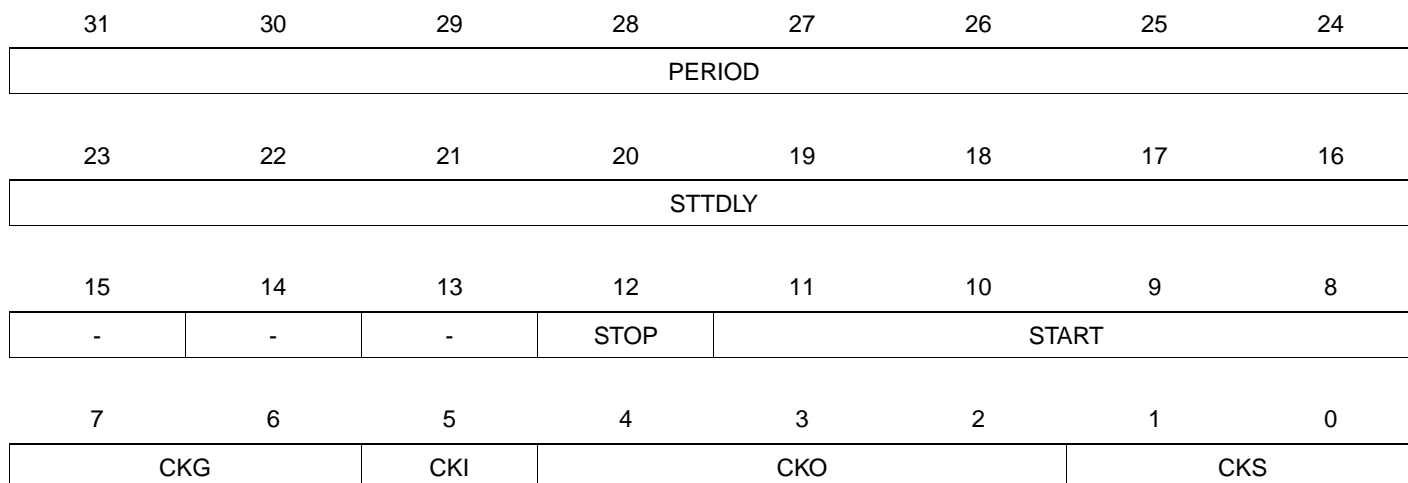 31 30 29 28 27 26 25 24
PERIOD
23 22 21 20 19 18 17 16
STTDLY
15 14 13 12 11 10 9 8
- - - STOP START
7 6 5 4 3 2 1 0
CKG CKI CKO CKS